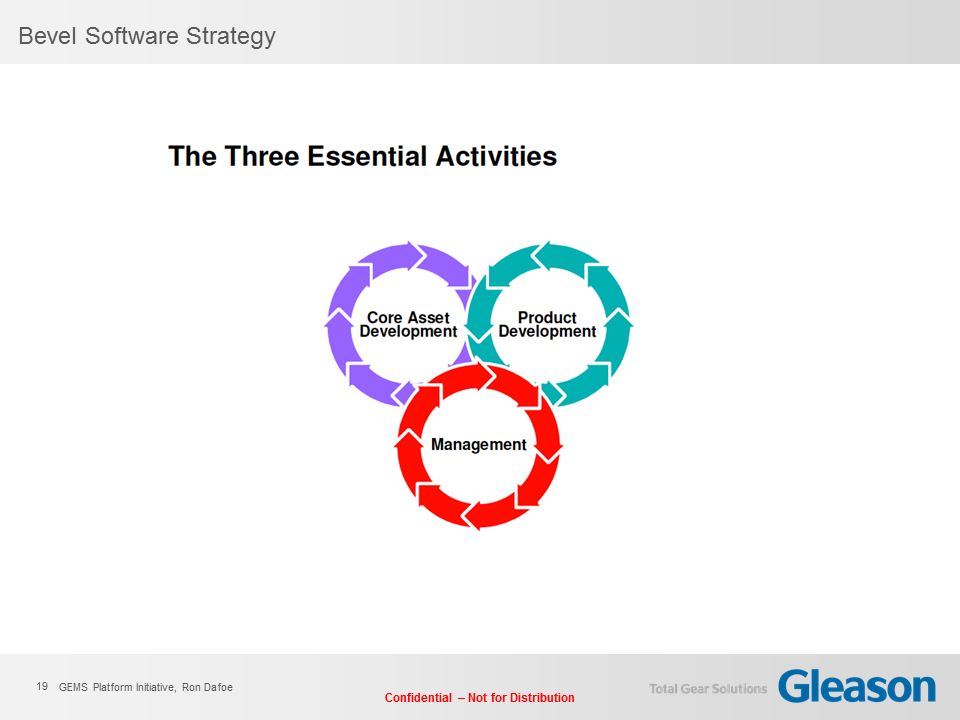 Bevel Software Strategy
The Three Essential Activities
Core Asset
Development
Product
Development
Management
19 GEMS Platform Initiative, Ron Dafoe
Confidential – Not for Distribution
Total Gear Solutions Gleason